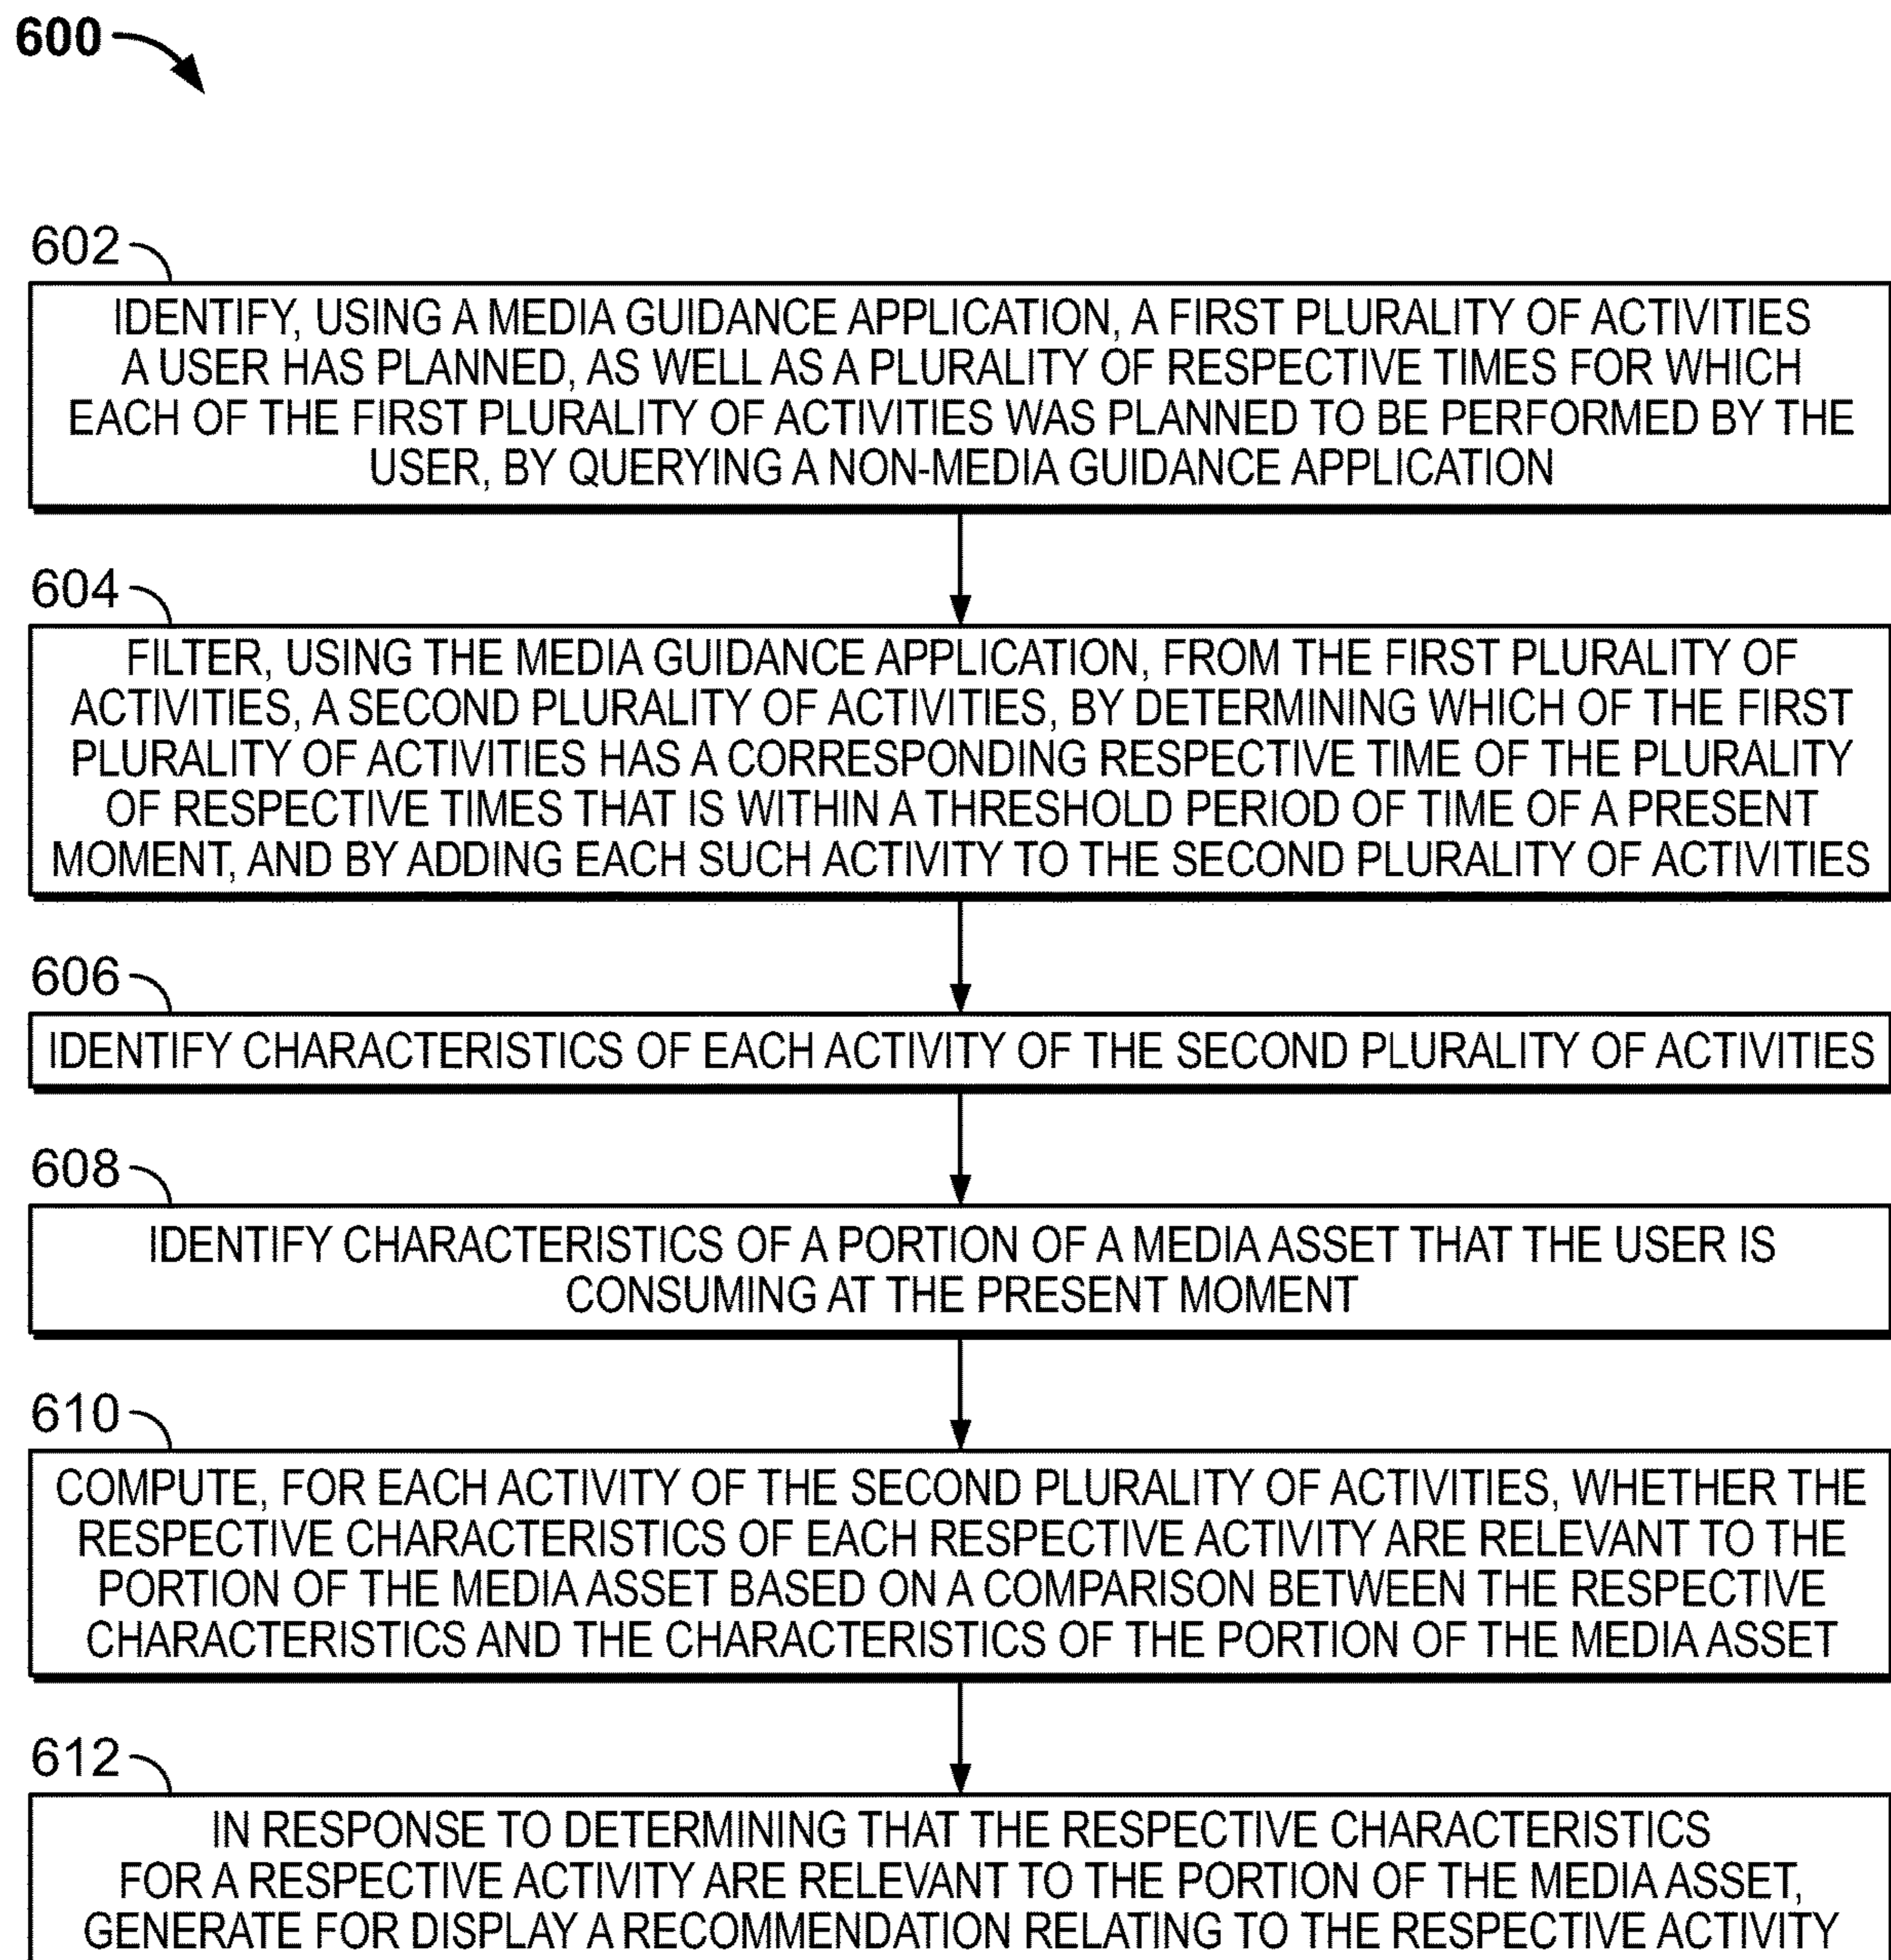 600
602
IDENTIFY, USING A MEDIA GUIDANCE APPLICATION, A FIRST PLURALITY OF ACTIVITIES
A USER HAS PLANNED, AS WELL AS A PLURALITY OF RESPECTIVE TIMES FOR WHICH
EACH OF THE FIRST PLURALITY OF ACTIVITIES WAS PLANNED TO BE PERFORMED BY THE
USER, BY QUERYING A NON-MEDIA GUIDANCE APPLICATION
604
FILTER, USING THE MEDIA GUIDANCE APPLICATION, FROM THE FIRST PLURALITY OF
ACTIVITIES, A SECOND PLURALITY OF ACTIVITIES, BY DETERMINING WHICH OF THE FIRST
PLURALITY OF ACTIVITIES HAS A CORRESPONDING RESPECTIVE TIME OF THE PLURALITY
OF RESPECTIVE TIMES THAT IS WITHIN A THRESHOLD PERIOD OF TIME OF A PRESENT
MOMENT, AND BY ADDING EACH SUCH ACTIVITY TO THE SECOND PLURALITY OF ACTIVITIES
606
IDENTIFY CHARACTERISTICS OF EACH ACTIVITY OF THE SECOND PLURALITY OF ACTIVITIES
608
IDENTIFY CHARACTERISTICS OF A PORTION OF A MEDIA ASSET THAT THE USER IS
CONSUMING AT THE PRESENT MOMENT
610
COMPUTE, FOR EACH ACTIVITY OF THE SECOND PLURALITY OF ACTIVITIES, WHETHER THE
RESPECTIVE CHARACTERISTICS OF EACH RESPECTIVE ACTIVITY ARE RELEVANT TO THE
PORTION OF THE MEDIA ASSET BASED ON A COMPARISON BETWEEN THE RESPECTIVE
CHARACTERISTICS AND THE CHARACTERISTICS OF THE PORTION OF THE MEDIA ASSET
612
IN RESPONSE TO DETERMINING THAT THE RESPECTIVE CHARACTERISTICS
FOR A RESPECTIVE ACTIVITY ARE RELEVANT TO THE PORTION OF THE MEDIA ASSET,
GENERATE FOR DISPLAY A RECOMMENDATION RELATING TO THE RESPECTIVE ACTIVITY